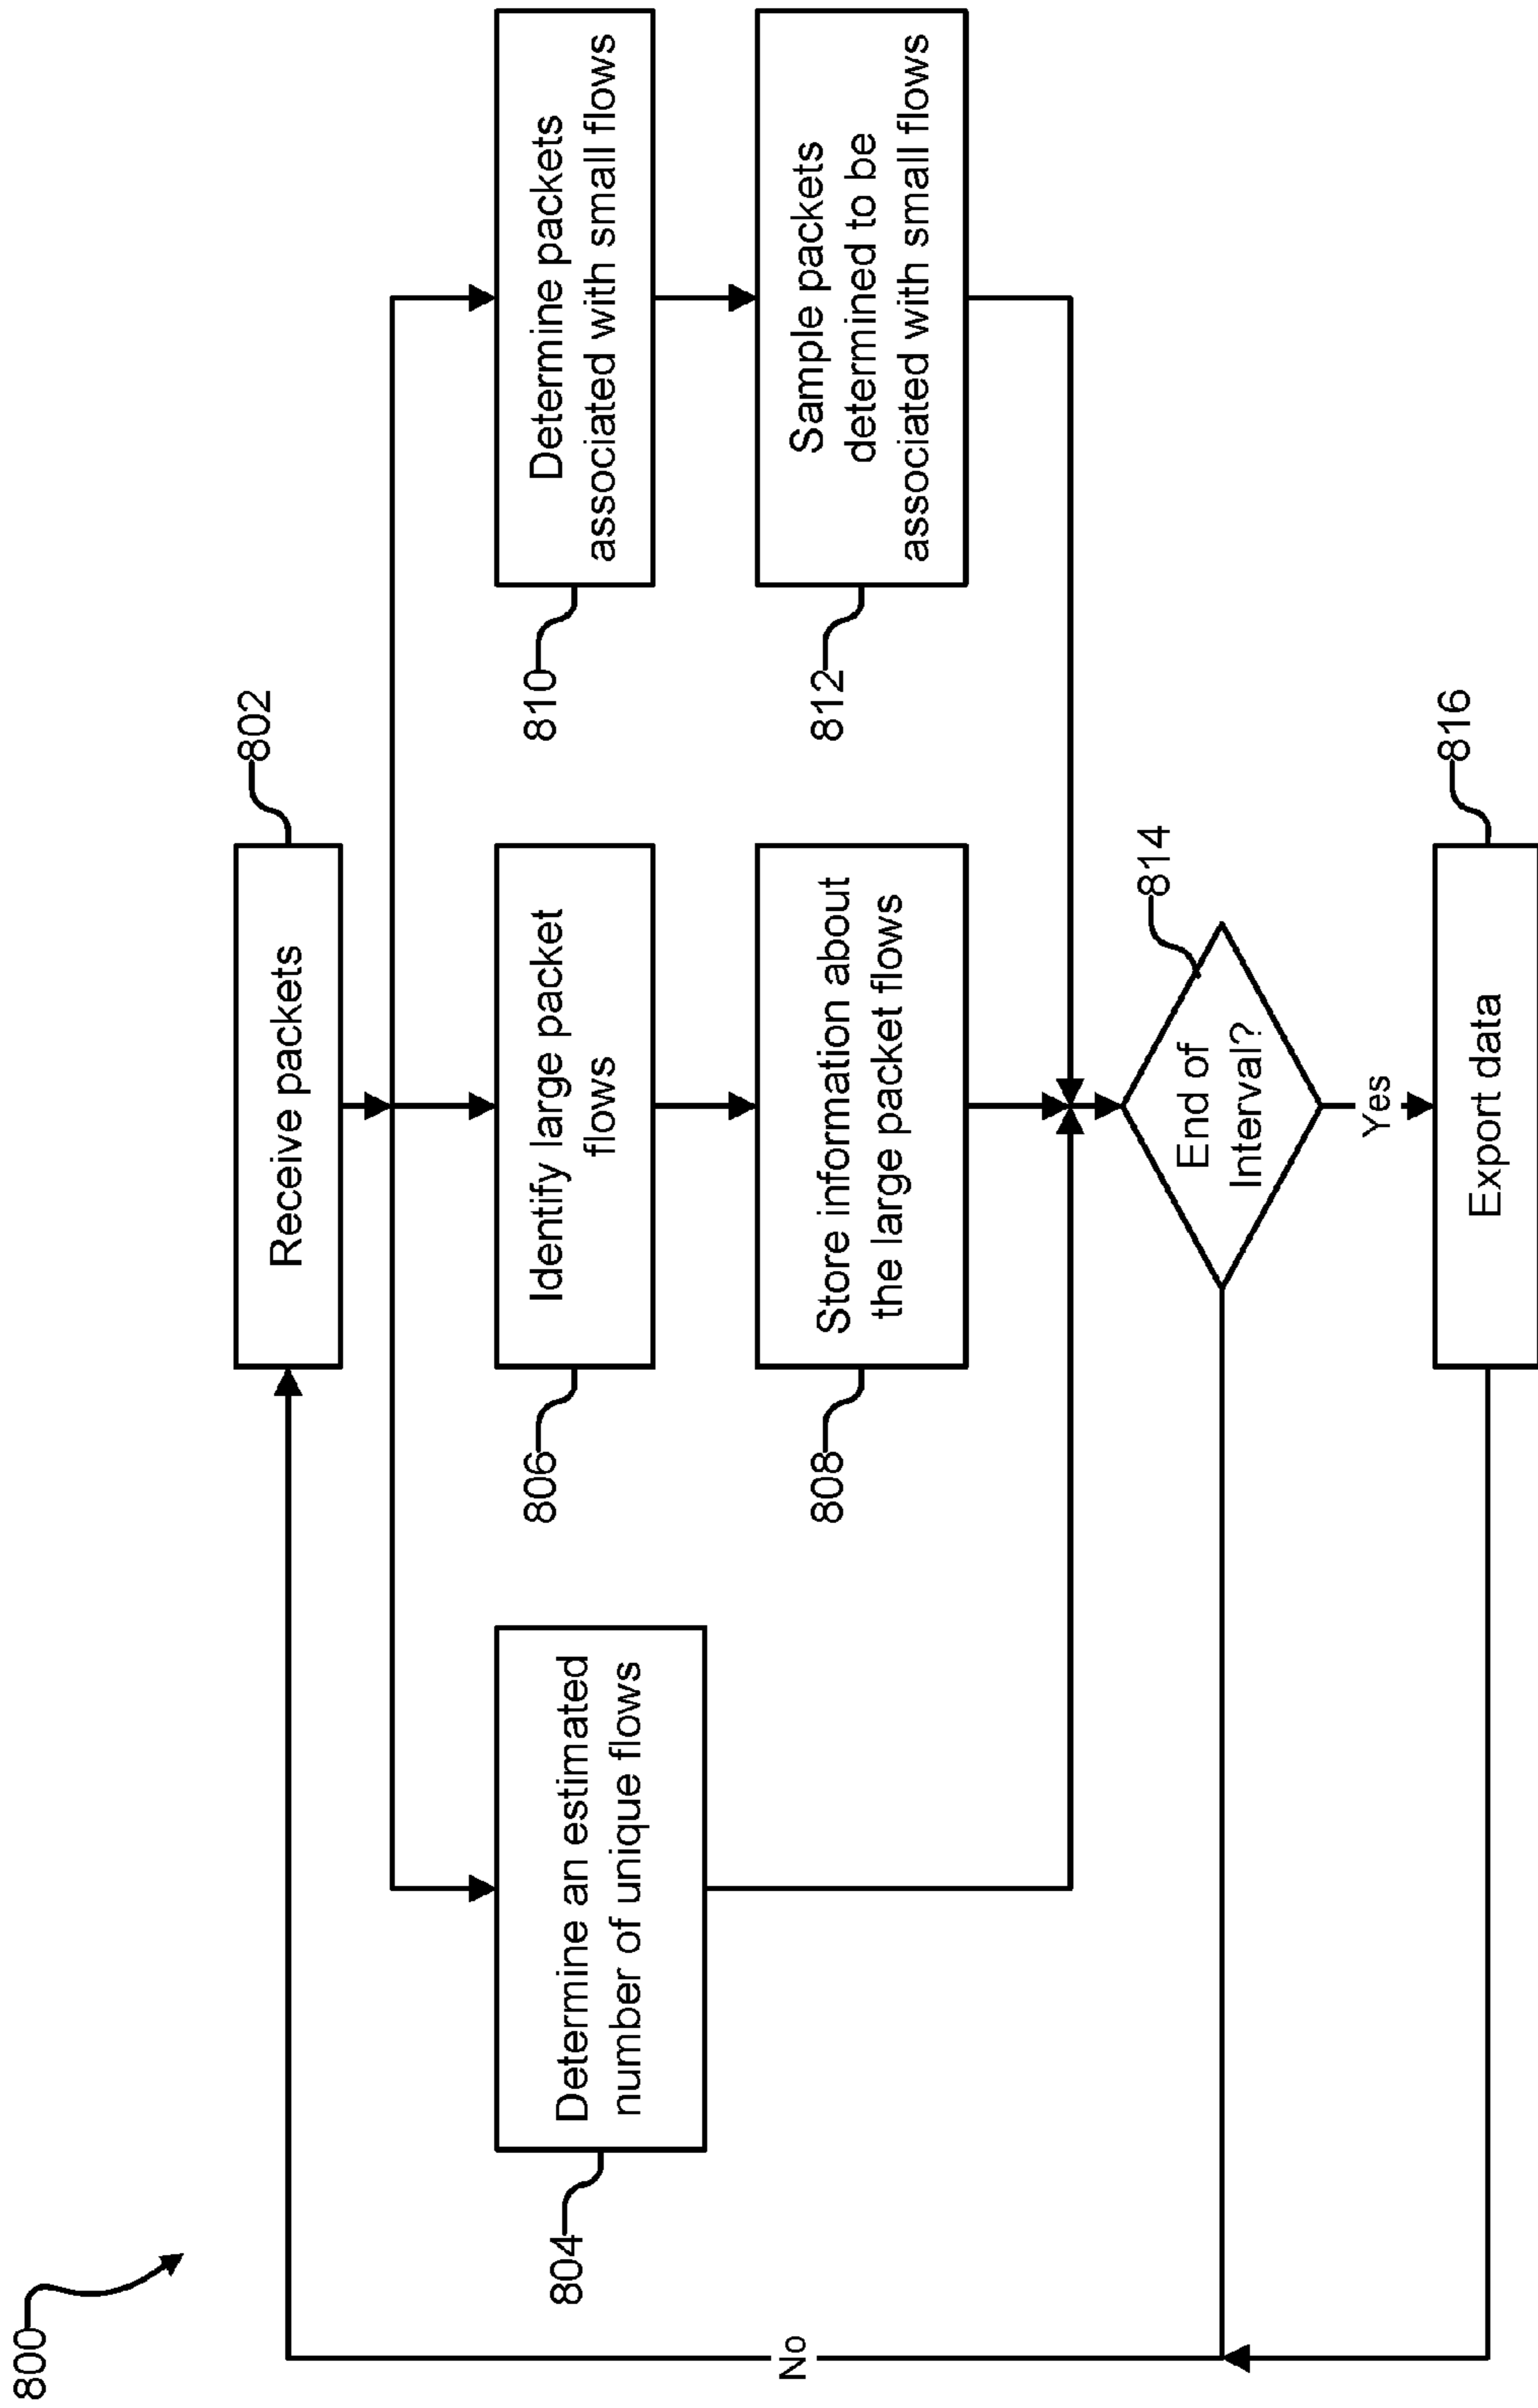 800
Receive packets
802
Determine an estimated
number of unique flows
804
Identify large packet
flows
806
Store information about
the large packet flows
808
Determine packets
associated with small flows
810
Sample packets
determined to be
associated with small flows
812
End of
Interval?
814
No
Yes
Export data
816